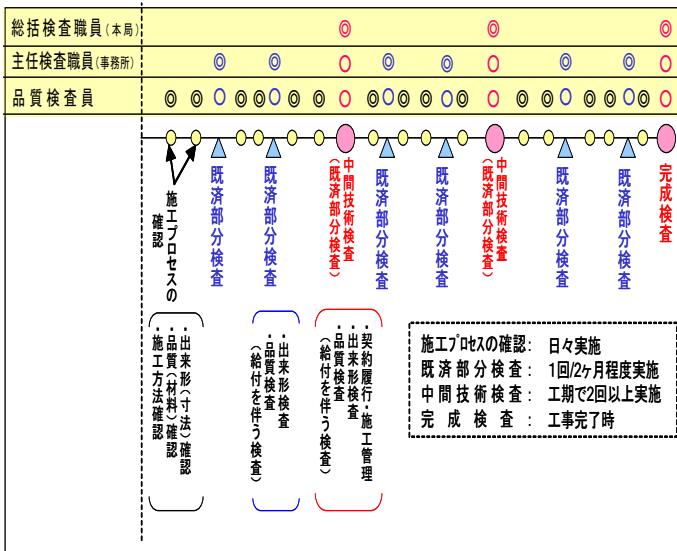 総括検査職員(本局)
◎ ◎ ◎
主任検査職員(事務所)
◎ ◎ ○ ◎ ◎ ○ ◎ ◎ ○
品質検査員
◎ ◎ ○ ◎ ◎ ○ ◎ ◎ ○ ◎ ○ ◎ ◎ ○ ◎ ○ ◎ ◎ ○ ◎ ◎ ○ ◎ ○
施工プロセスの
確認
既済部分検査
既済部分検査
中間技術検査
(既済部分検査)
既済部分検査
既済部分検査
中間技術検査
(既済部分検査)
既済部分検査
既済部分検査
完成検査
・出来形(寸法)確認
・品質(材料)確認
・施工方法確認
・出来形検査
・品質検査
(給付を伴う検査)
・契約履行・施工管理
・出来形検査
・品質検査
(給付を伴う検査)
施工プロセスの確認: 日々実施
既済部分検査: 1回/2ヶ月程度実施
中間技術検査: 工期で2回以上実施
完成検査: 工事完了時